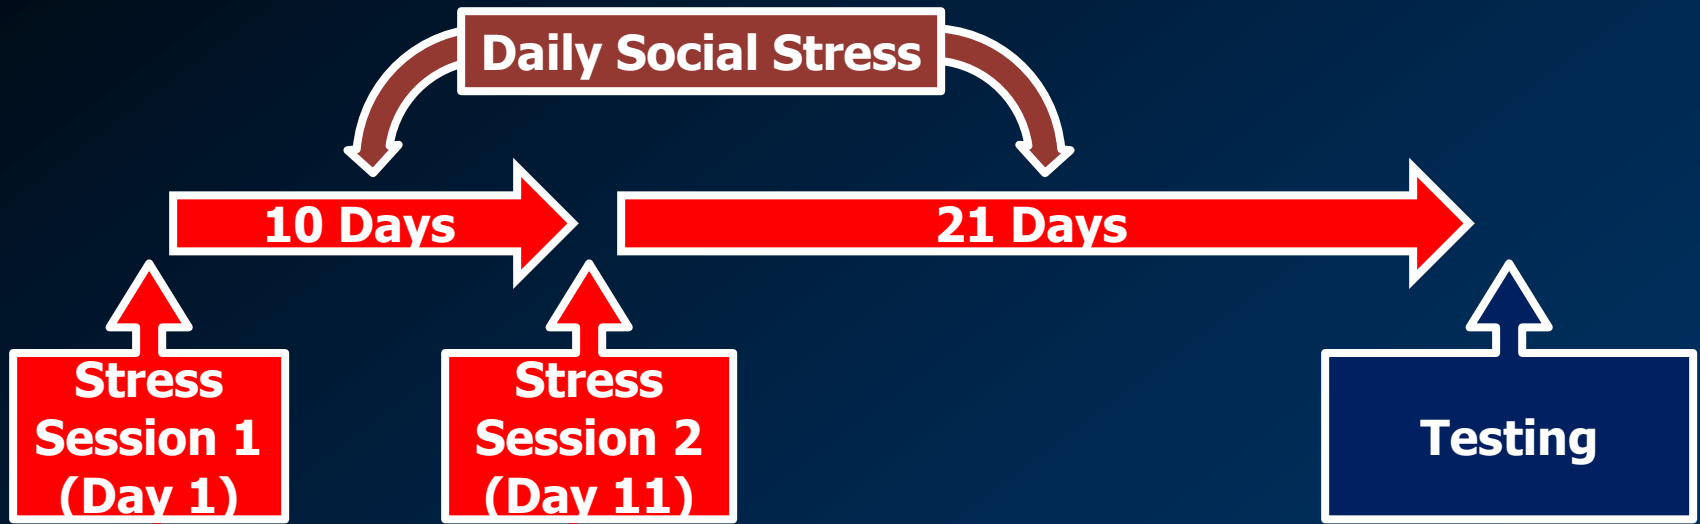 Daily Social Stress
10 Days
21 Days
Stress
Session 1
(Day 1)
Stress
Session 2
(Day 11)
Testing